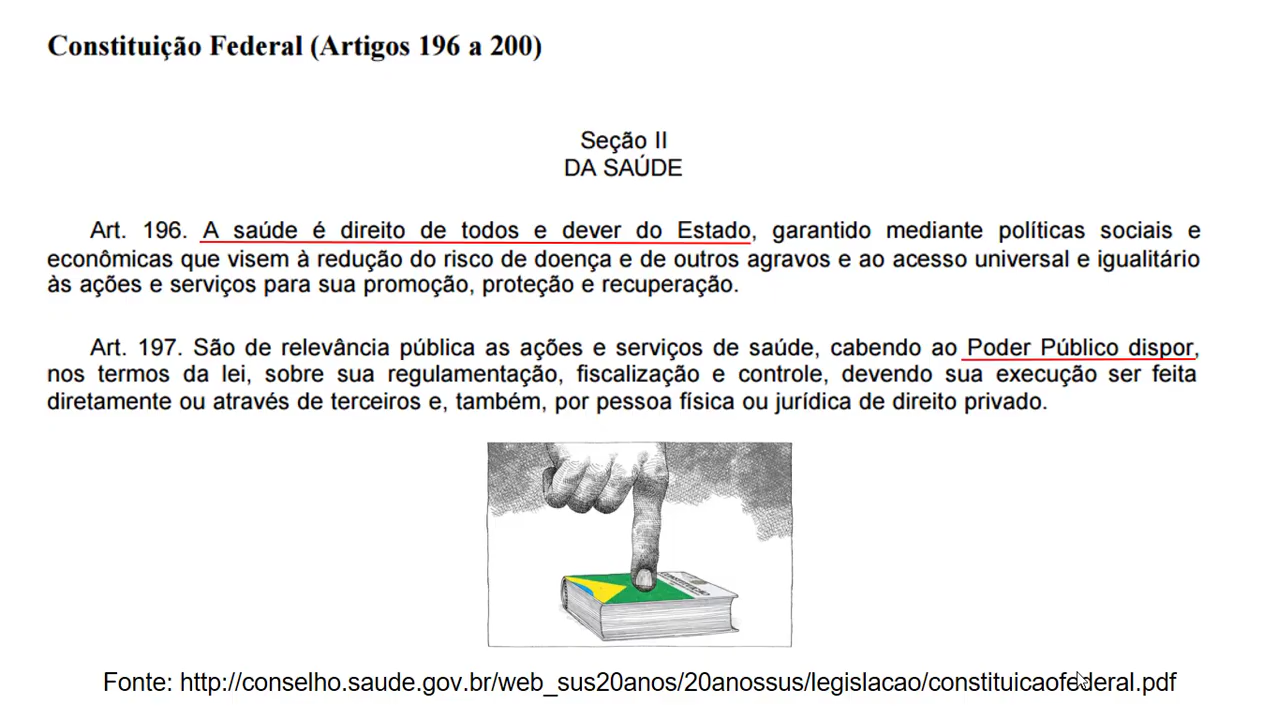 Constituição Federal (Artigos 196 a 200)
Seção II
DA SAÚDE
Art. 196. A saúde é direito de todos e dever do Estado, garantido mediante políticas sociais e
econômicas que visem à redução do risco de doença e de outros agravos e ao acesso universal e igualitário
às ações e serviços para sua promoção, proteção e recuperação.
Art. 197. São de relevância pública as ações e serviços de saúde, cabendo ao Poder Público dispor,
nos termos da lei, sobre sua regulamentação, fiscalização e controle, devendo sua execução ser feita
diretamente ou através de terceiros e, também, por pessoa física ou jurídica de direito privado.
CONSTITUIÇÃO
Fonte: http://conselho.saude.gov.br/web_sus20anos/20anossus/legislacao/constituicaofederal.pdf